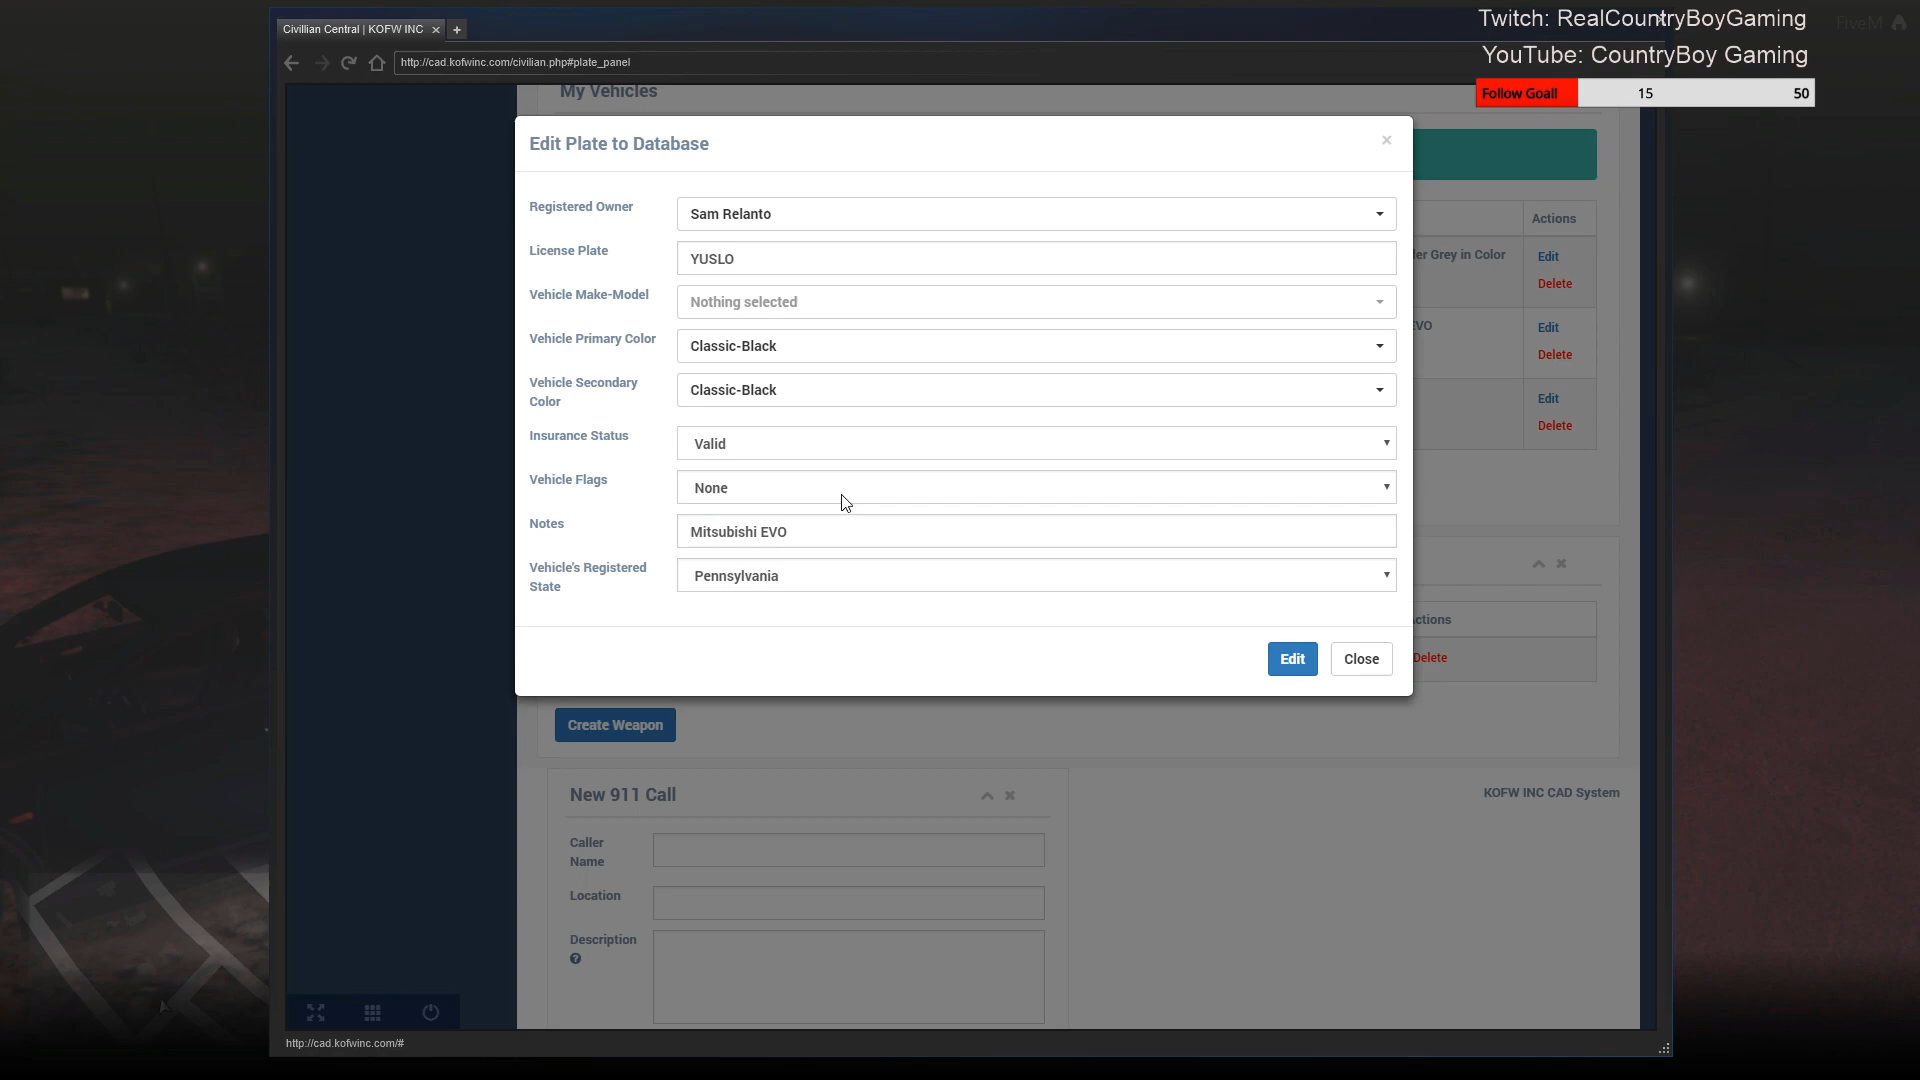 Civillian Central | KOFW INC
http://cad.kofwinc.com/civilian.php#plate_panel
Twitch: RealCountryBoyGaming
YouTube: CountryBoy Gaming
Follow Goal! 15 50
FiveM
My Vehicles
Edit Plate to Database
Registered Owner
Sam Relanto
License Plate
YUSLO
Vehicle Make-Model
Nothing selected
Vehicle Primary Color
Classic-Black
Vehicle Secondary
Color
Classic-Black
Insurance Status
Valid
Vehicle Flags
None
Notes
Mitsubishi EVO
Vehicle's Registered
State
Pennsylvania
Edit
Close
Actions
Grey in Color
Edit
Delete
Edit
Delete
Edit
Delete
Delete
Create Weapon
New 911 Call
Caller
Name
Location
Description
KOFW INC CAD System
http://cad.kofwinc.com/#